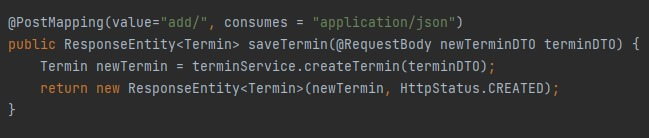 @PostMapping(value="add/", consumes = "application/json")
public ResponseEntity<Termin> saveTermin(@RequestBody newTerminDTO terminDTO) {
    Termin newTermin = terminService.createTermin(terminDTO);
    return new ResponseEntity<Termin>(newTermin, HttpStatus.CREATED);
}